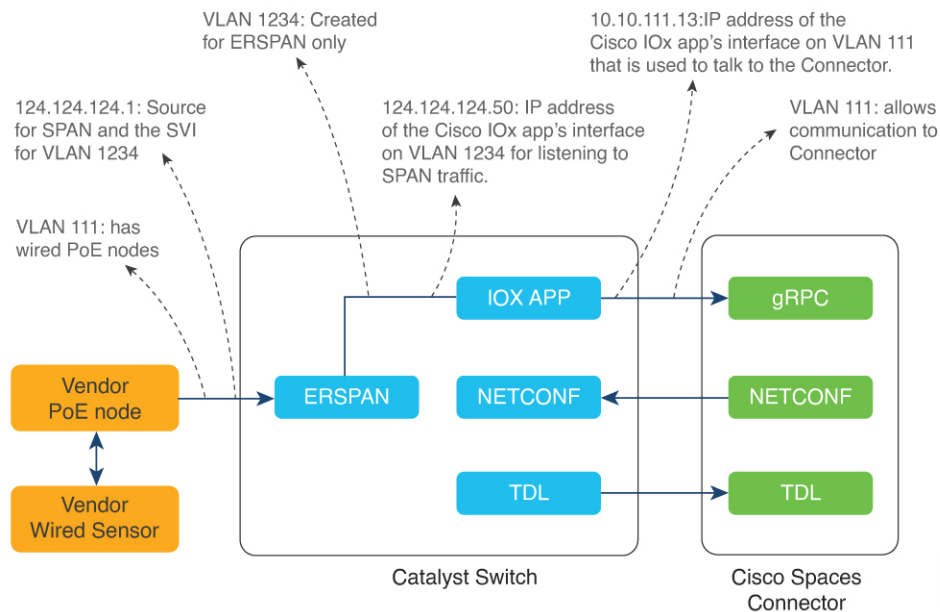 VLAN 1234: Created
for ERSPAN only
10.10.111.13:IP address of the
Cisco IOx app's interface on VLAN 111
that is used to talk to the Connector.
124.124.124.1: Source
for SPAN and the SVI
for VLAN 1234
124.124.124.50: IP address
of the Cisco IOx app's interface
on VLAN 1234 for listening to
SPAN traffic.
VLAN 111: allows
communication to
Connector
VLAN 111: has
wired PoE nodes
IOX APP
gRPC
Vendor
PoE node
ERSPAN
NETCONF
NETCONF
Vendor
Wired Sensor
TDL
TDL
Catalyst Switch
Cisco Spaces
Connector